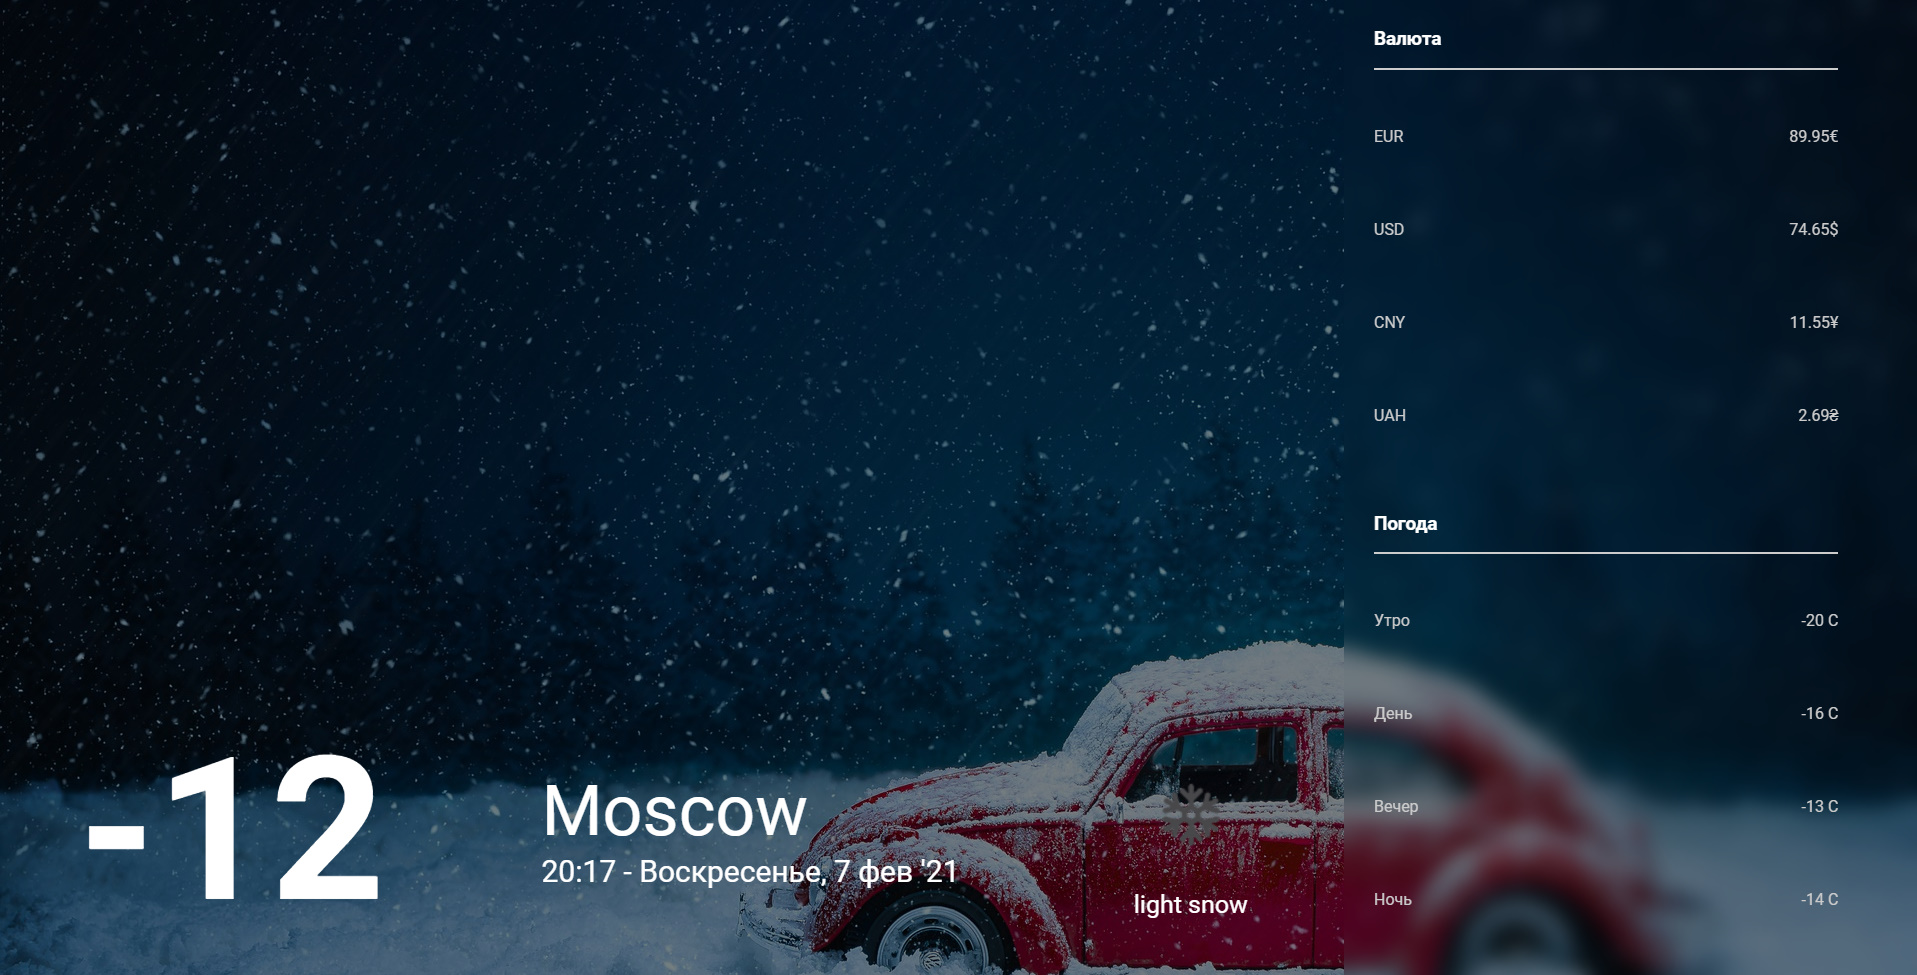 -12
Moscow
20:17 - Воскресенье, 7 фев '21
light snow
Валюта
EUR 89.95€
USD 74.65$
CNY 11.55¥
UAH 2.69₴
Погода
Утро -20 C
День -16 C
Вечер -13 C
Ночь -14 C